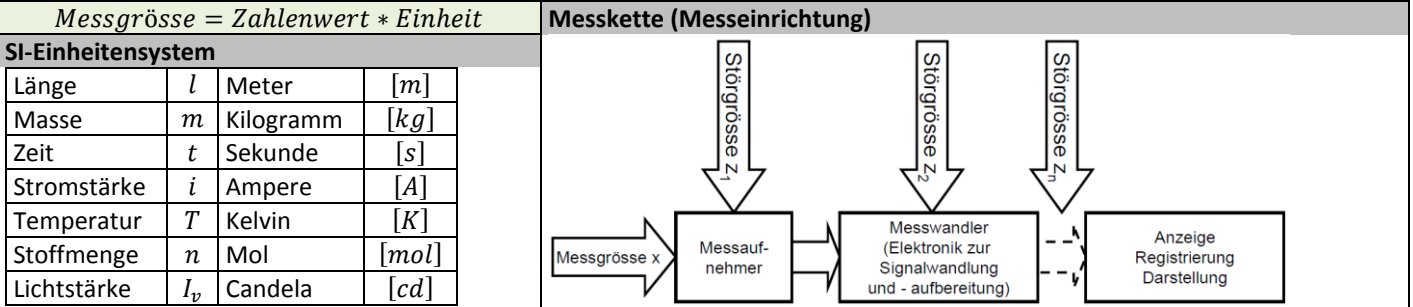 Messgrösse = Zahlenwert * Einheit
SI-Einheitensystem
Länge l Meter [m]
Masse m Kilogramm [kg]
Zeit t Sekunde [s]
Stromstärke i Ampere [A]
Temperatur T Kelvin [K]
Stoffmenge n Mol [mol]
Lichtstärke I_v Candela [cd]
Messkette (Messeinrichtung)
Störgrösse z₁
Störgrösse z₂
Störgrösse zₙ
Messgrösse x
Messauf-
nehmer
Messwandler
(Elektronik zur
Signalwandlung
und - aufbereitung)
Anzeige
Registrierung
Darstellung